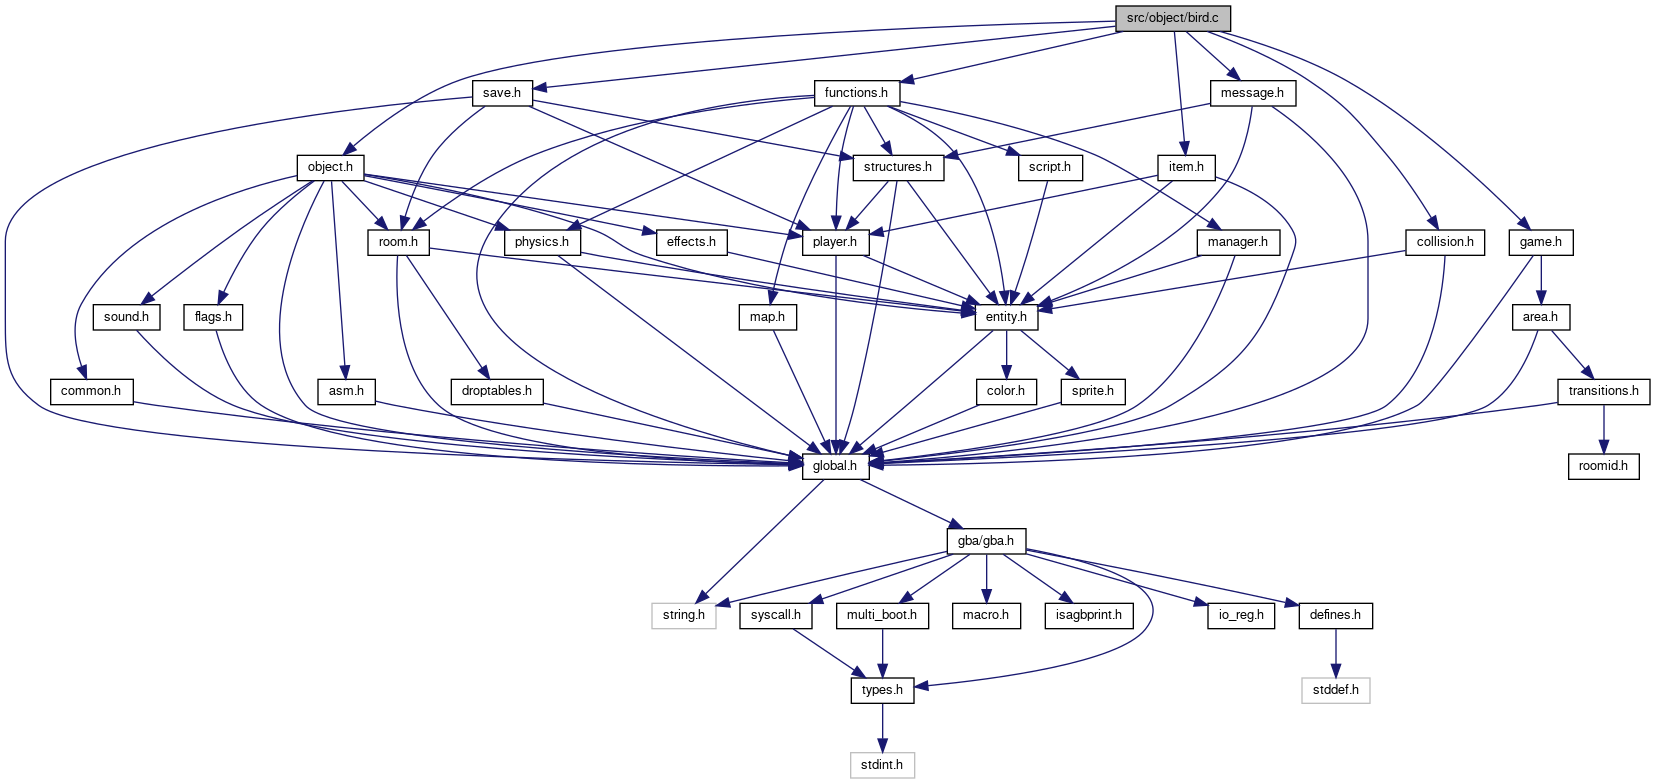 src/object/bird.c
save.h
functions.h
message.h
object.h
structures.h
script.h
item.h
room.h
physics.h
effects.h
player.h
manager.h
collision.h
game.h
sound.h
flags.h
map.h
entity.h
area.h
common.h
asm.h
droptables.h
color.h
sprite.h
transitions.h
global.h
roomid.h
gba/gba.h
string.h
syscall.h
multi_boot.h
macro.h
isagbprint.h
io_reg.h
defines.h
types.h
stddef.h
stdint.h